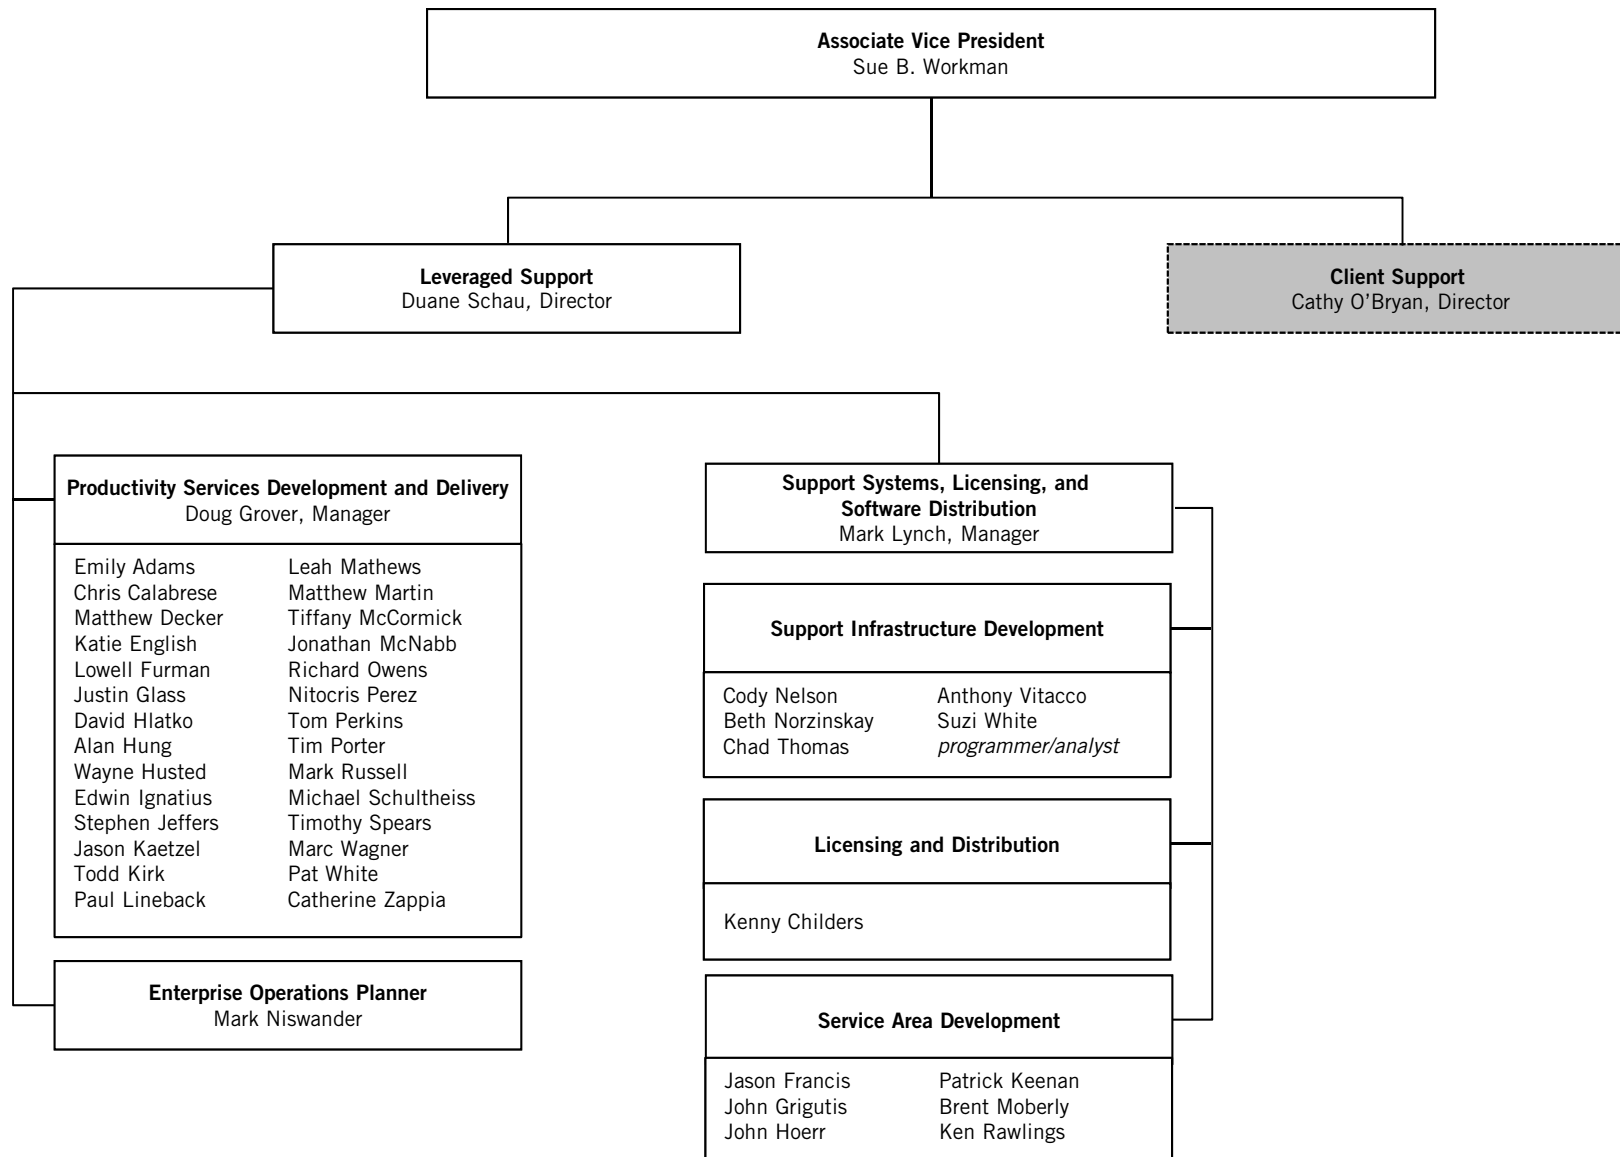 Associate Vice President
Sue B. Workman
Leveraged Support
Duane Schau, Director
Client Support
Cathy O’Bryan, Director
Productivity Services Development and Delivery
Doug Grover, Manager
Emily Adams
Chris Calabrese
Matthew Decker
Katie English
Lowell Furman
Justin Glass
David Hlatko
Alan Hung
Wayne Husted
Edwin Ignatius
Stephen Jeffers
Jason Kaetzel
Todd Kirk
Paul Lineback
Leah Mathews
Matthew Martin
Tiffany McCormick
Jonathan McNabb
Richard Owens
Nitocris Perez
Tom Perkins
Tim Porter
Mark Russell
Michael Schultheiss
Timothy Spears
Marc Wagner
Pat White
Catherine Zappia
Enterprise Operations Planner
Mark Niswander
Support Systems, Licensing, and
Software Distribution
Mark Lynch, Manager
Support Infrastructure Development
Cody Nelson
Beth Norzinskay
Chad Thomas
Anthony Vitacco
Suzi White
programmer/analyst
Licensing and Distribution
Kenny Childers
Service Area Development
Jason Francis
John Grigutis
John Hoerr
Patrick Keenan
Brent Moberly
Ken Rawlings